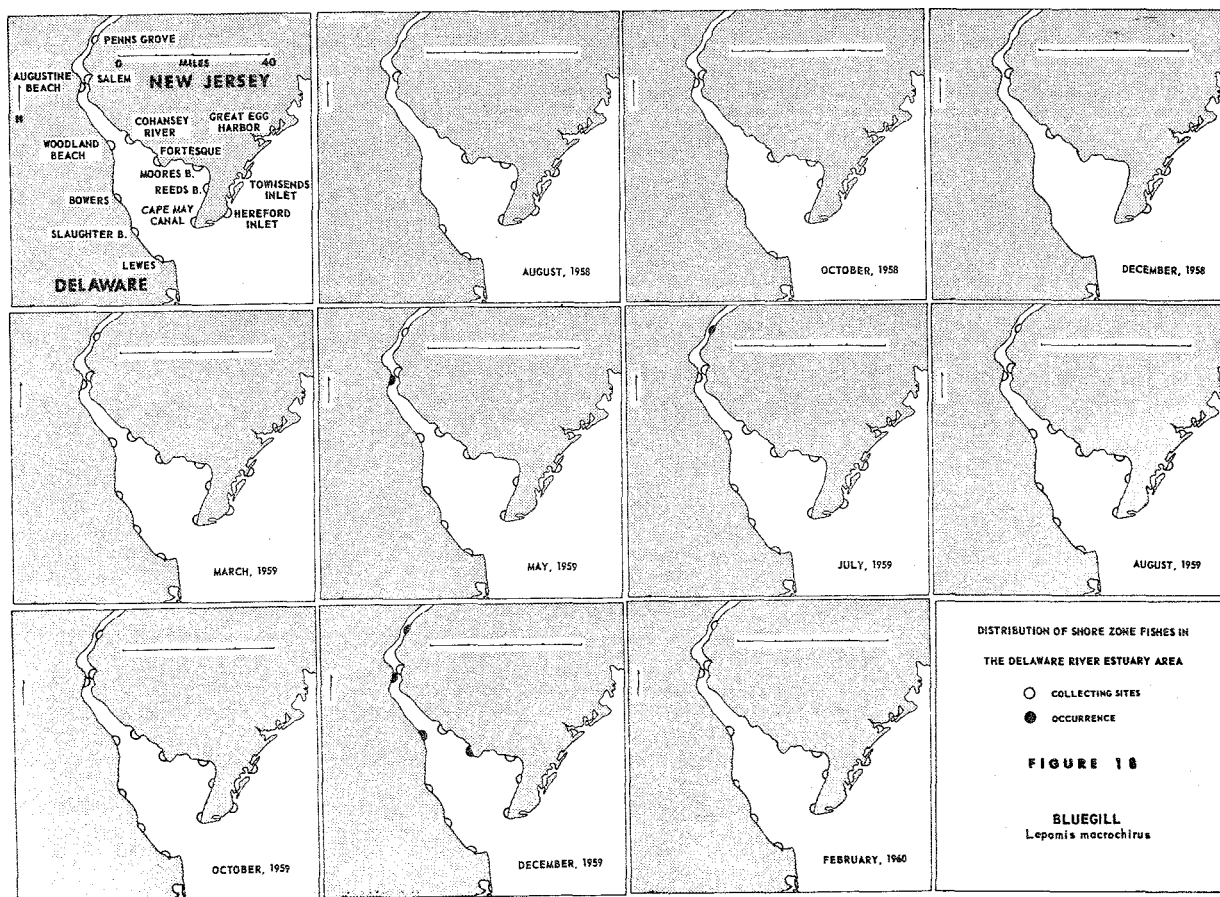 PENNS GROVE
0 MILES 40
AUGUSTINE
BEACH
SALEM
NEW JERSEY
N
COHANSEY
RIVER
GREAT EGG
HARBOR
WOODLAND
BEACH
FORTESQUE
MOORES B.
REEDS B.
TOWNSENDS
INLET
BOWERS
CAPE MAY
CANAL
HEREFORD
INLET
SLAUGHTER B.
LEWES
DELAWARE
AUGUST, 1958
OCTOBER, 1958
DECEMBER, 1958
MARCH, 1959
MAY, 1959
JULY, 1959
AUGUST, 1959
OCTOBER, 1959
DECEMBER, 1959
FEBRUARY, 1960
DISTRIBUTION OF SHORE ZONE FISHES IN
THE DELAWARE RIVER ESTUARY AREA
COLLECTING SITES
OCCURRENCE
FIGURE 18
BLUEGILL
Lepomis macrochirus